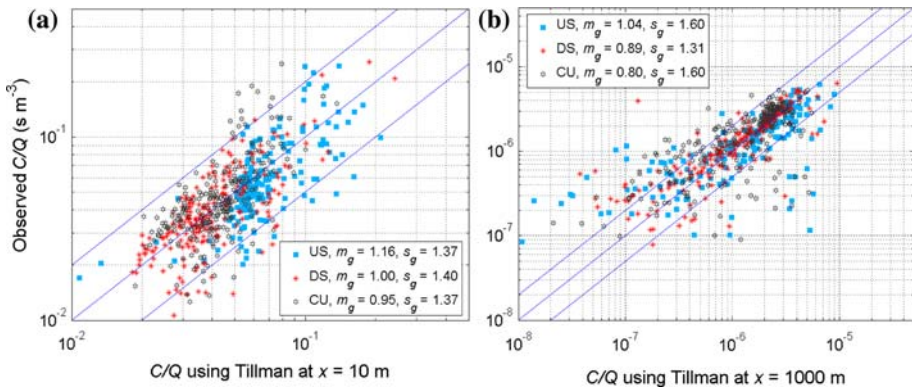 (a)
Observed C/Q (s m⁻³)
10⁻¹
10⁻²
10⁻²
10⁻¹
US, m_g = 1.16, s_g = 1.37
DS, m_g = 1.00, s_g = 1.40
CU, m_g = 0.95, s_g = 1.37
C/Q using Tillman at x = 10 m
(b)
US, m_g = 1.04, s_g = 1.60
DS, m_g = 0.89, s_g = 1.31
CU, m_g = 0.80, s_g = 1.60
10⁻⁵
10⁻⁶
10⁻⁷
10⁻⁸
10⁻⁸
10⁻⁷
10⁻⁶
10⁻⁵
C/Q using Tillman at x = 1000 m